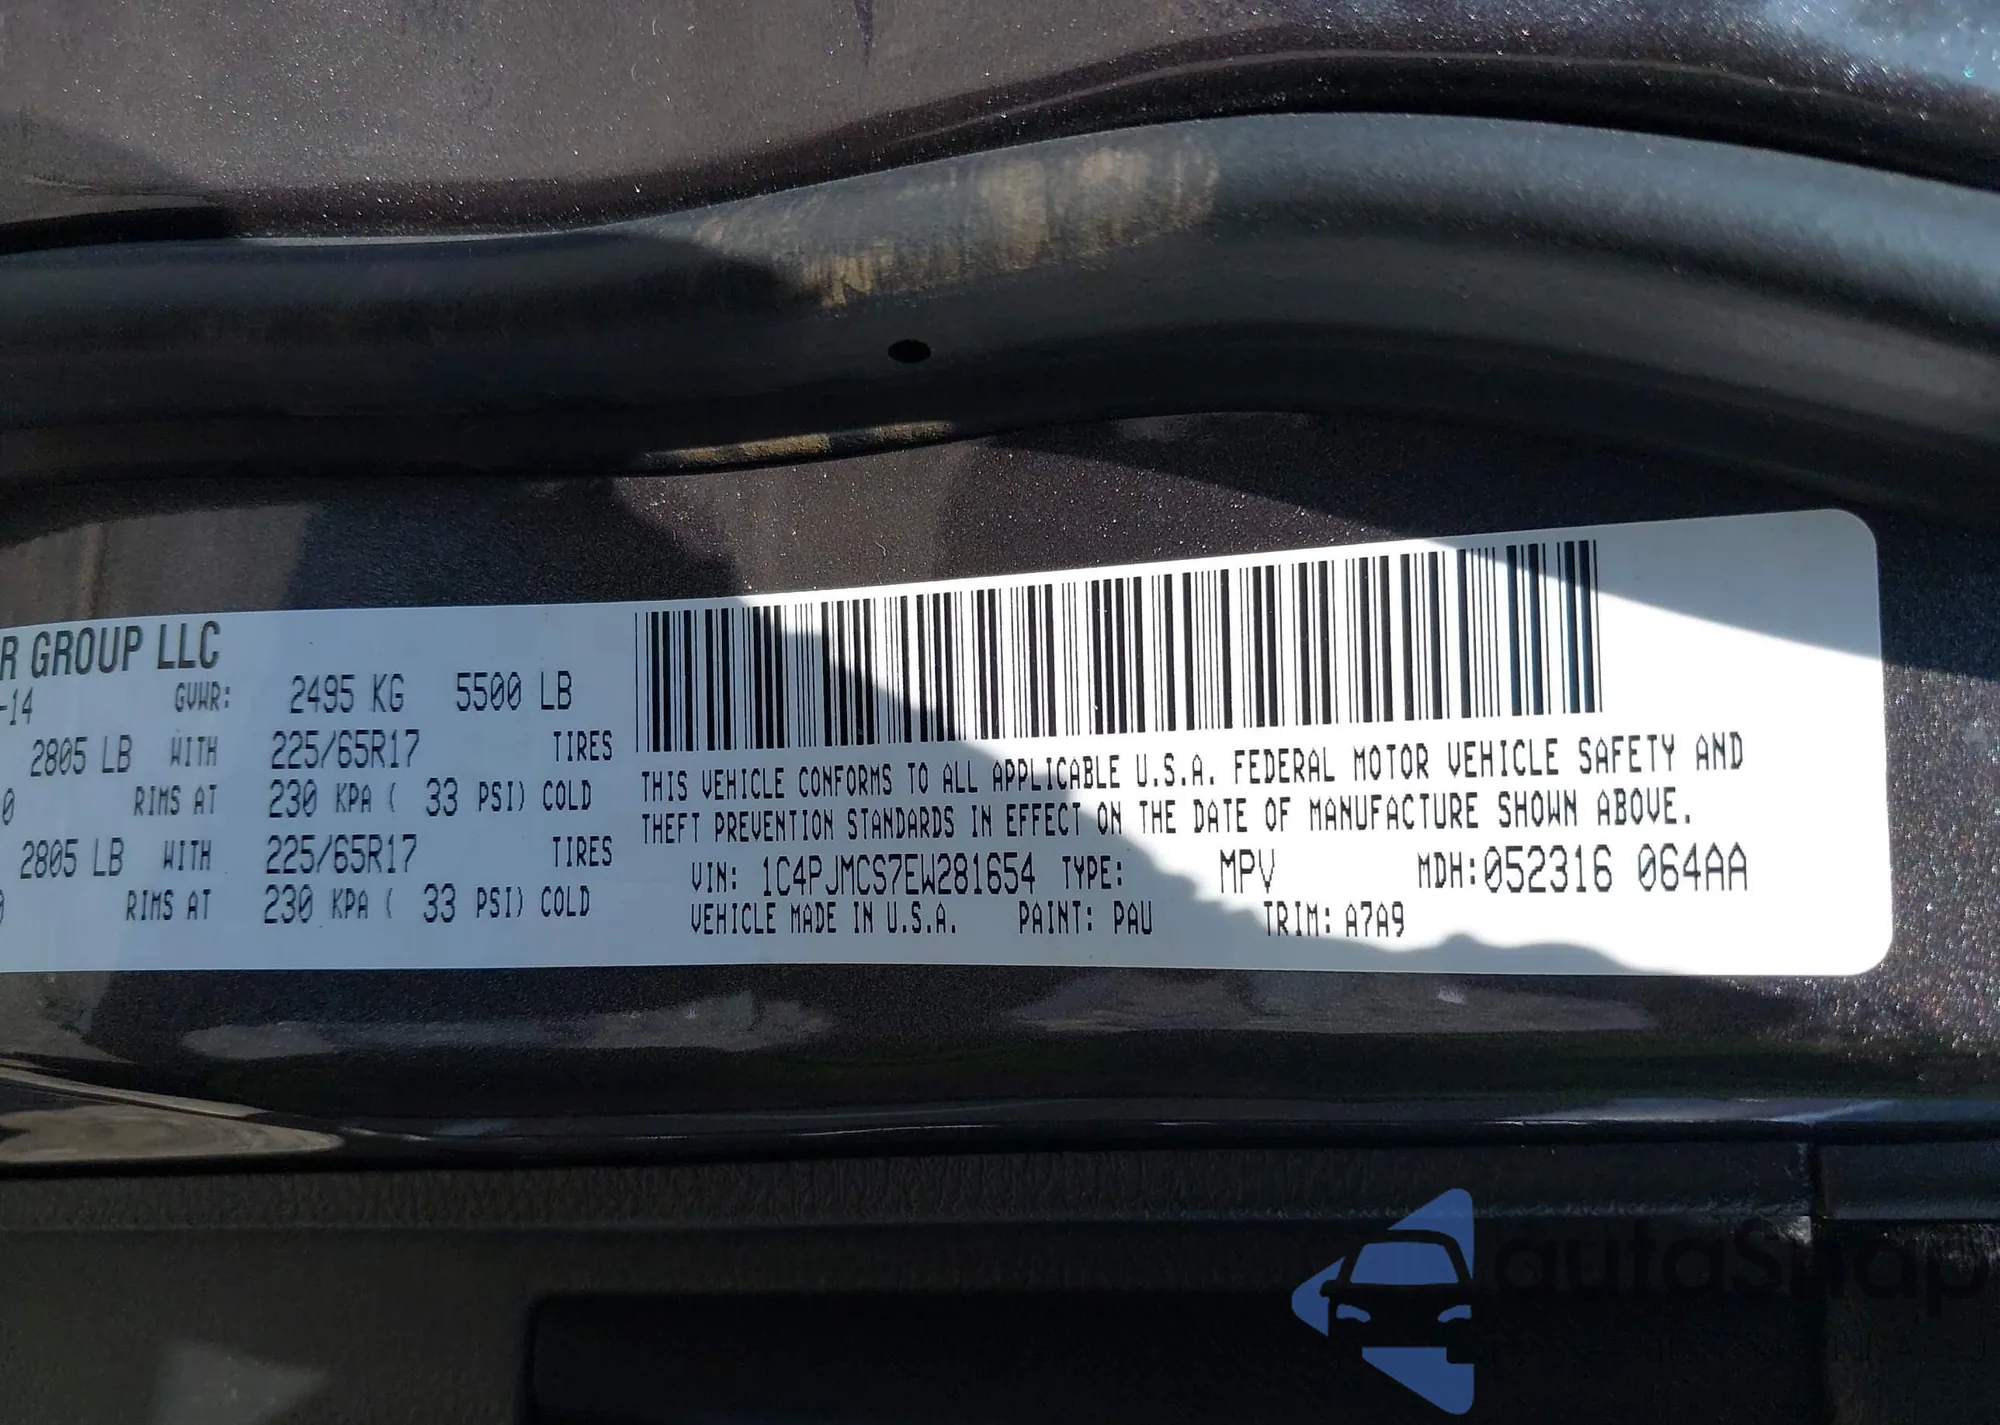 R GROUP LLC
-14 GVWR: 2495 KG 5500 LB
2805 LB WITH 225/65R17 TIRES
0 RIMS AT 230 KPA ( 33 PSI) COLD
2805 LB WITH 225/65R17 TIRES
RIMS AT 230 KPA ( 33 PSI) COLD
THIS VEHICLE CONFORMS TO ALL APPLICABLE U.S.A. FEDERAL MOTOR VEHICLE SAFETY AND
THEFT PREVENTION STANDARDS IN EFFECT ON THE DATE OF MANUFACTURE SHOWN ABOVE.
VIN: 1C4PJMCS7EW281654 TYPE: MPV MDH:052316 064AA
VEHICLE MADE IN U.S.A. PAINT: PAU TRIM: A7A9
autoSnap